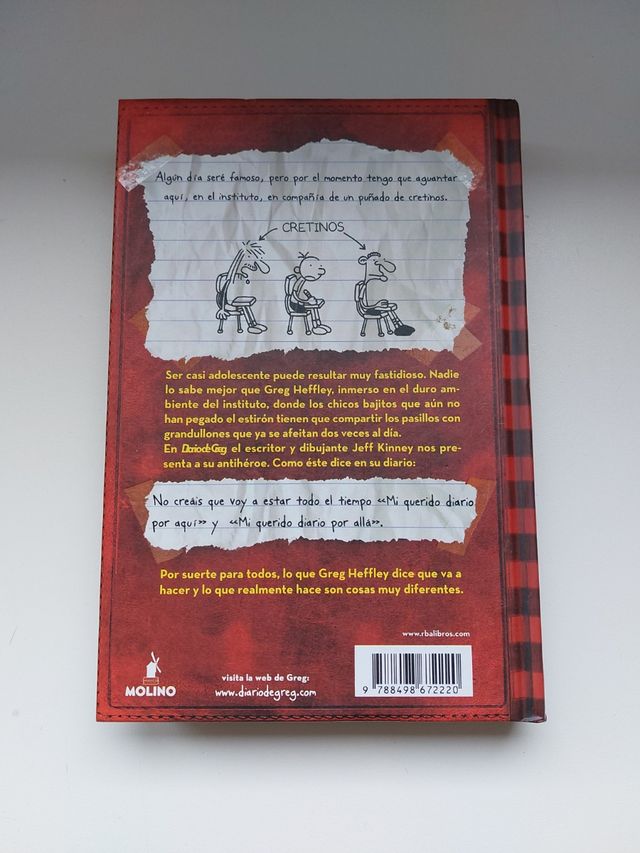 Algún día seré famoso, pero por el momento tengo que aguantar
aquí, en el instituto, en compañía de un puñado de cretinos.
CRETINOS
Ser casi adolescente puede resultar muy fastidioso. Nadie
lo sabe mejor que Greg Heffley, inmerso en el duro am-
biente del instituto, donde los chicos bajitos que aún no
han pegado el estirón tienen que compartir los pasillos con
grandullones que ya se afeitan dos veces al día.
En Diario de Greg el escritor y dibujante Jeff Kinney nos pre-
senta a su antihéroe. Como éste dice en su diario:
No creáis que voy a estar todo el tiempo «Mi querido diario
por aquí» y «Mi querido diario por allá».
Por suerte para todos, lo que Greg Heffley dice que va a
hacer y lo que realmente hace son cosas muy diferentes.
www.rbalibros.com
MOLINO
visita la web de Greg:
www.diariodegreg.com
9 788498 672220